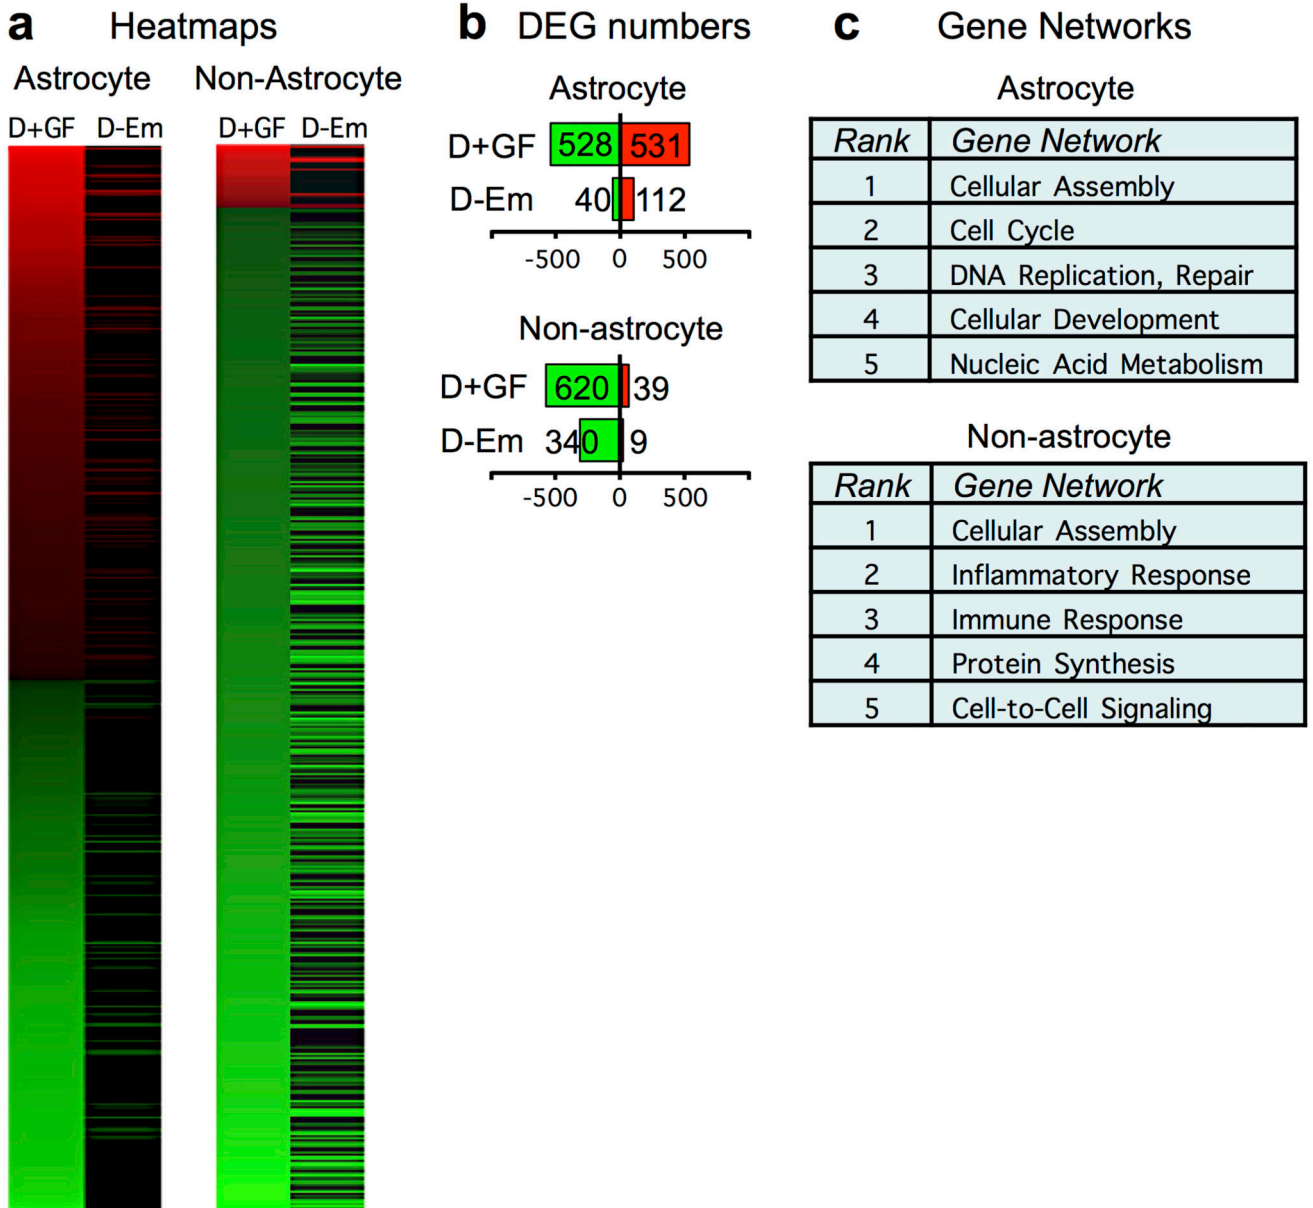 a Heatmaps
Astrocyte Non-Astrocyte
D+GF D-Em D+GF D-Em
b DEG numbers
Astrocyte
D+GF 528 531
D-Em 40 112
-500 0 500
Non-astrocyte
D+GF 620 39
D-Em 340 9
-500 0 500
c Gene Networks
Astrocyte
Rank Gene Network
1 Cellular Assembly
2 Cell Cycle
3 DNA Replication, Repair
4 Cellular Development
5 Nucleic Acid Metabolism
Non-astrocyte
Rank Gene Network
1 Cellular Assembly
2 Inflammatory Response
3 Immune Response
4 Protein Synthesis
5 Cell-to-Cell Signaling